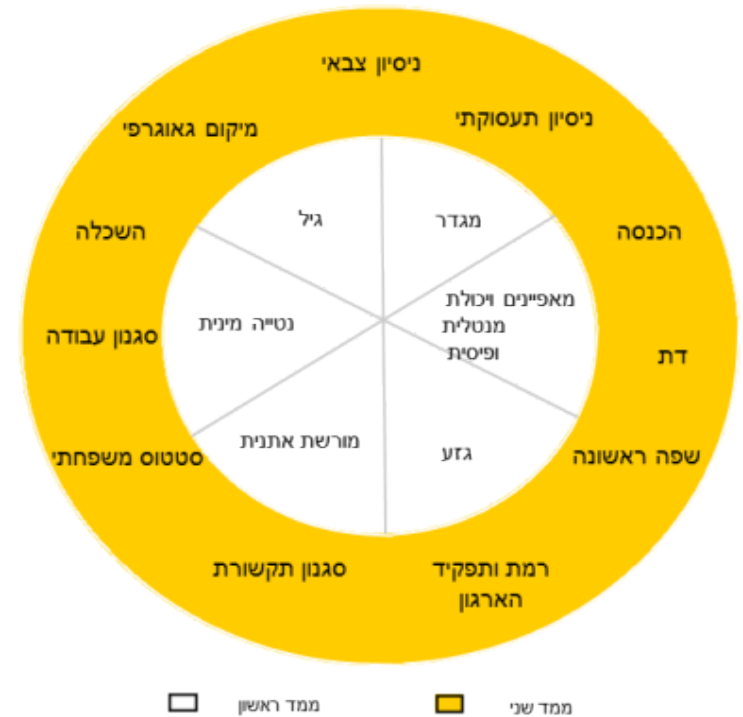 ניסיון צבאי
ניסיון תעסוקתי
מיקום גאוגרפי
הכנסה
השכלה
מגדר
גיל
מאפיינים ויכולת
מנטלית
ופיסית
נטייה מינית
סגנון עבודה
דת
שפה ראשונה
גזע
מורשת אתנית
סטטוס משפחתי
רמת ותפקיד
הארגון
סגנון תקשורת
ממד שני
ממד ראשון